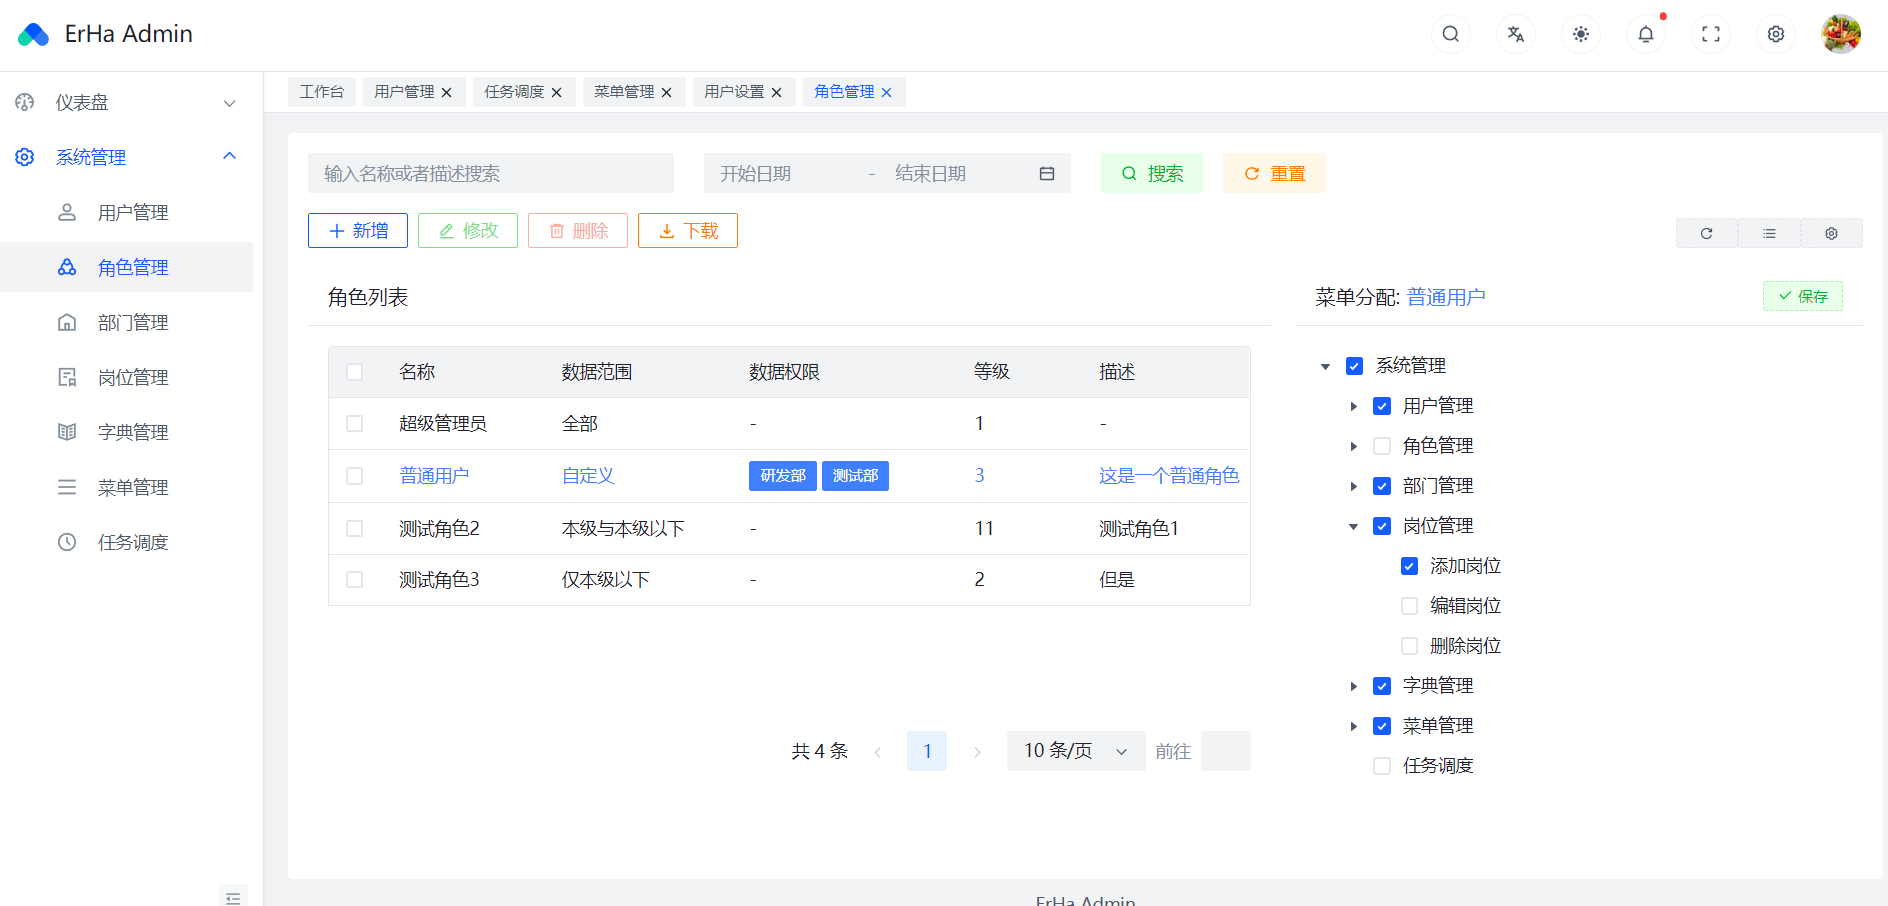 ErHa Admin
工作台 用户管理 任务调度 菜单管理 用户设置 角色管理
仪表盘
系统管理
用户管理
角色管理
部门管理
岗位管理
字典管理
菜单管理
任务调度
输入名称或者描述搜索 开始日期 - 结束日期 搜索 重置
新增 修改 删除 下载
角色列表
名称 数据范围 数据权限 等级 描述
超级管理员 全部 - 1 -
普通用户 自定义 研发部 测试部 3 这是一个普通角色
测试角色2 本级与本级以下 - 11 测试角色1
测试角色3 仅本级以下 - 2 但是
共 4 条 1 10 条/页 前往
菜单分配: 普通用户 保存
系统管理
用户管理
角色管理
部门管理
岗位管理
添加岗位
编辑岗位
删除岗位
字典管理
菜单管理
任务调度
ErHa Admin